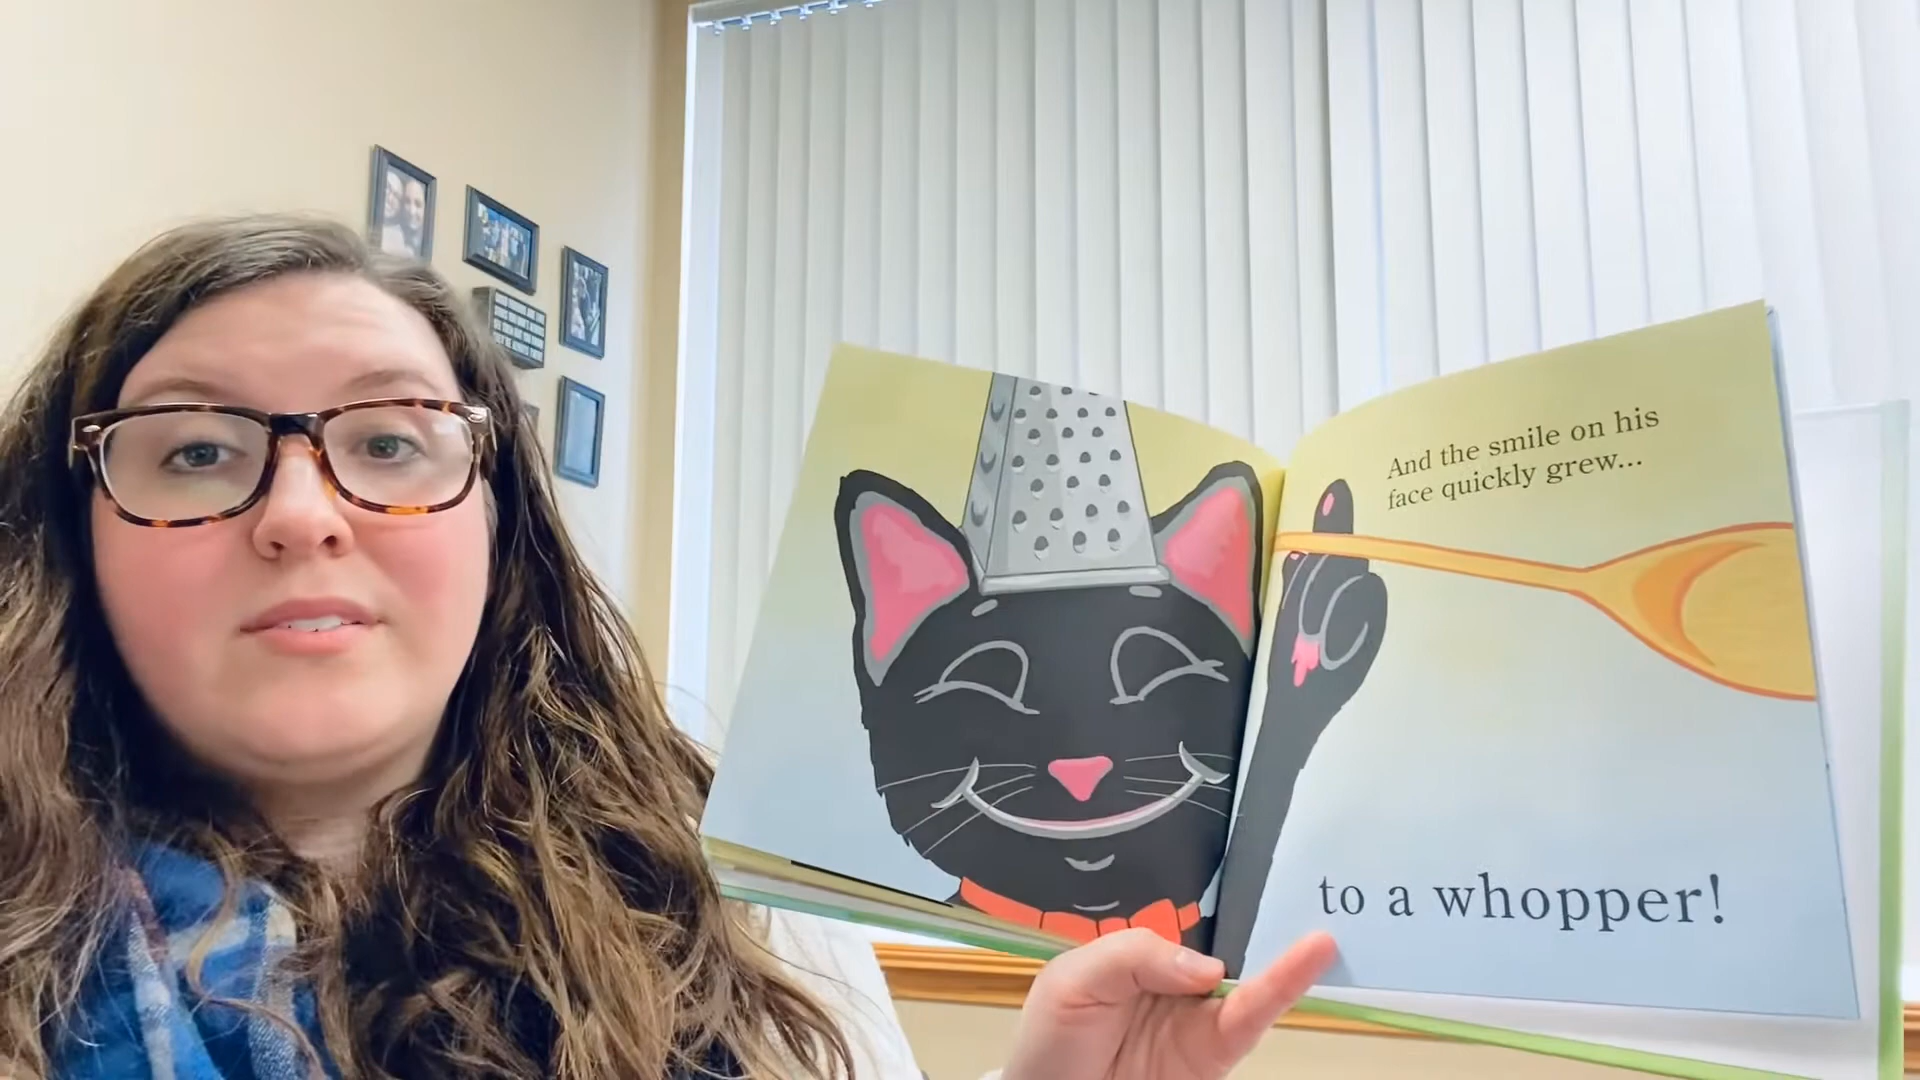 And the smile on his
face quickly grew...
to a whopper!